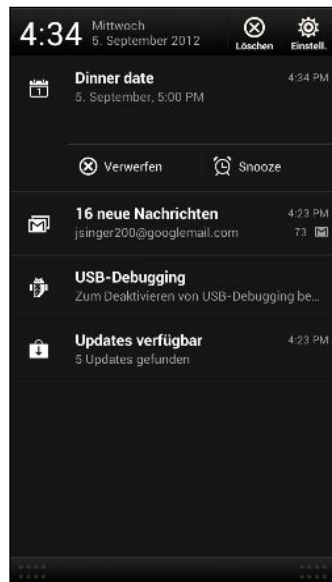 4:34
Mittwoch
5. September 2012
Löschen
Einstell.
Dinner date
4:34 PM
5. September, 5:00 PM
Verwerfen
Snooze
16 neue Nachrichten
4:23 PM
jsinger200@googlemail.com
73
USB-Debugging
Zum Deaktivieren von USB-Debugging be...
Updates verfügbar
4:23 PM
5 Updates gefunden